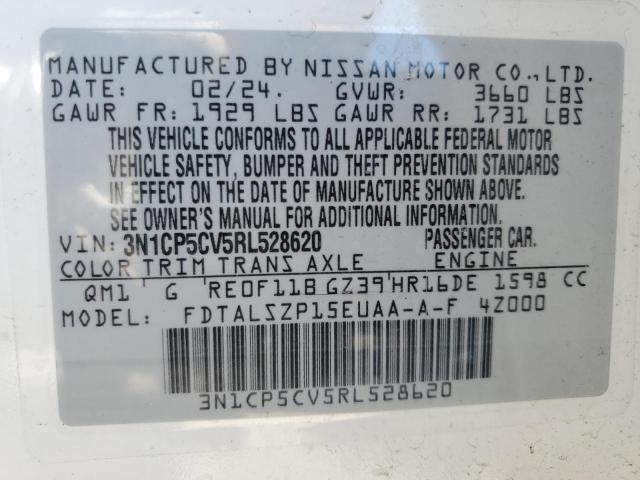 MANUFACTURED BY NISSAN MOTOR CO.,LTD.
DATE: 02/24. GVWR: 3660 LBS
GAWR FR: 1929 LBS GAWR RR: 1731 LBS
THIS VEHICLE CONFORMS TO ALL APPLICABLE FEDERAL MOTOR
VEHICLE SAFETY, BUMPER AND THEFT PREVENTION STANDARDS
IN EFFECT ON THE DATE OF MANUFACTURE SHOWN ABOVE.
SEE OWNER'S MANUAL FOR ADDITIONAL INFORMATION.
VIN: 3N1CP5CV5RL528620 PASSENGER CAR.
COLOR TRIM TRANS AXLE ENGINE
QM1 G RE0F11B GZ39 HR16DE 1598 CC
MODEL: FDTALSZP15EUAA-A-F 4Z000
3N1CP5CV5RL528620